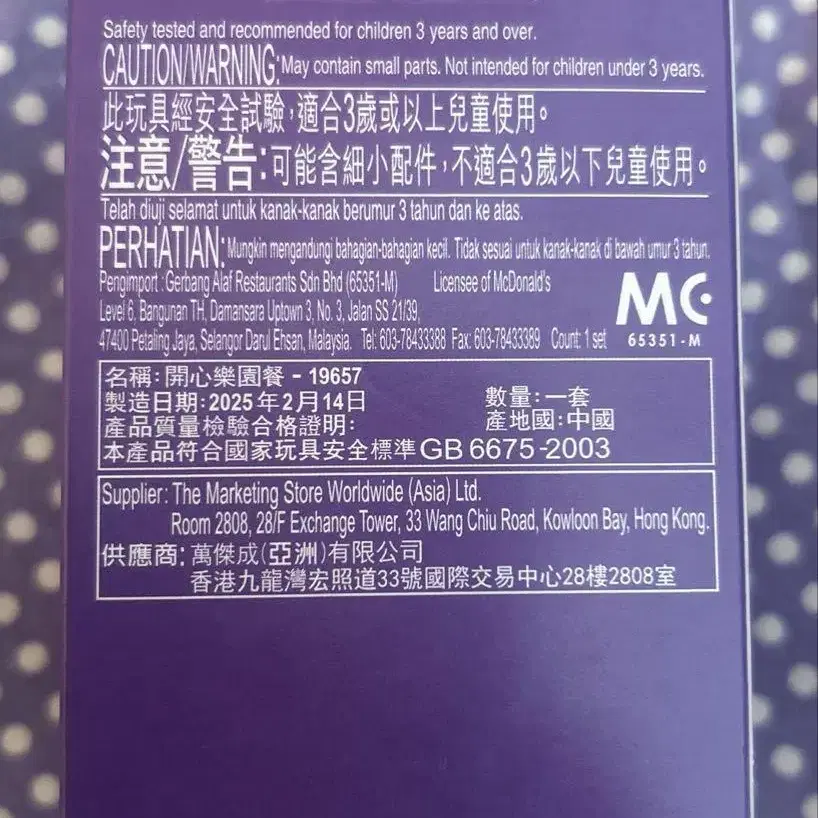 Safety tested and recommended for children 3 years and over.
CAUTION/WARNING: May contain small parts. Not intended for children under 3 years.
此玩具經安全試驗，適合3歲或以上兒童使用。
注意/警告：可能含細小配件，不適合3歲以下兒童使用。
Telah diuji selamat untuk kanak-kanak berumur 3 tahun dan ke atas.
PERHATIAN: Mungkin mengandungi bahagian-bahagian kecil. Tidak sesuai untuk kanak-kanak di bawah umur 3 tahun.
Pengimport : Gerbang Alaf Restaurants Sdn Bhd (65351-M) Licensee of McDonald's
Level 6, Bangunan TH, Damansara Uptown 3, No. 3, Jalan SS 21/39,
47400 Petaling Jaya, Selangor Darul Ehsan, Malaysia. Tel: 603-78433388 Fax: 603-78433389 Count: 1 set
MC
65351-M
名稱：開心樂園餐 - 19657
製造日期：2025年2月14日 數量：一套
產品質量檢驗合格證明： 產地國：中國
本產品符合國家玩具安全標準 GB 6675-2003
Supplier : The Marketing Store Worldwide (Asia) Ltd.
Room 2808, 28/F Exchange Tower, 33 Wang Chiu Road, Kowloon Bay, Hong Kong.
供應商：萬傑成(亞洲)有限公司
香港九龍灣宏照道33號國際交易中心28樓2808室